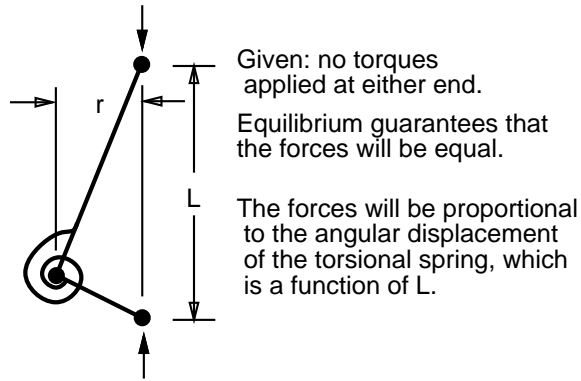 Given: no torques
applied at either end.
r
Equilibrium guarantees that
the forces will be equal.
L
The forces will be proportional
to the angular displacement
of the torsional spring, which
is a function of L.